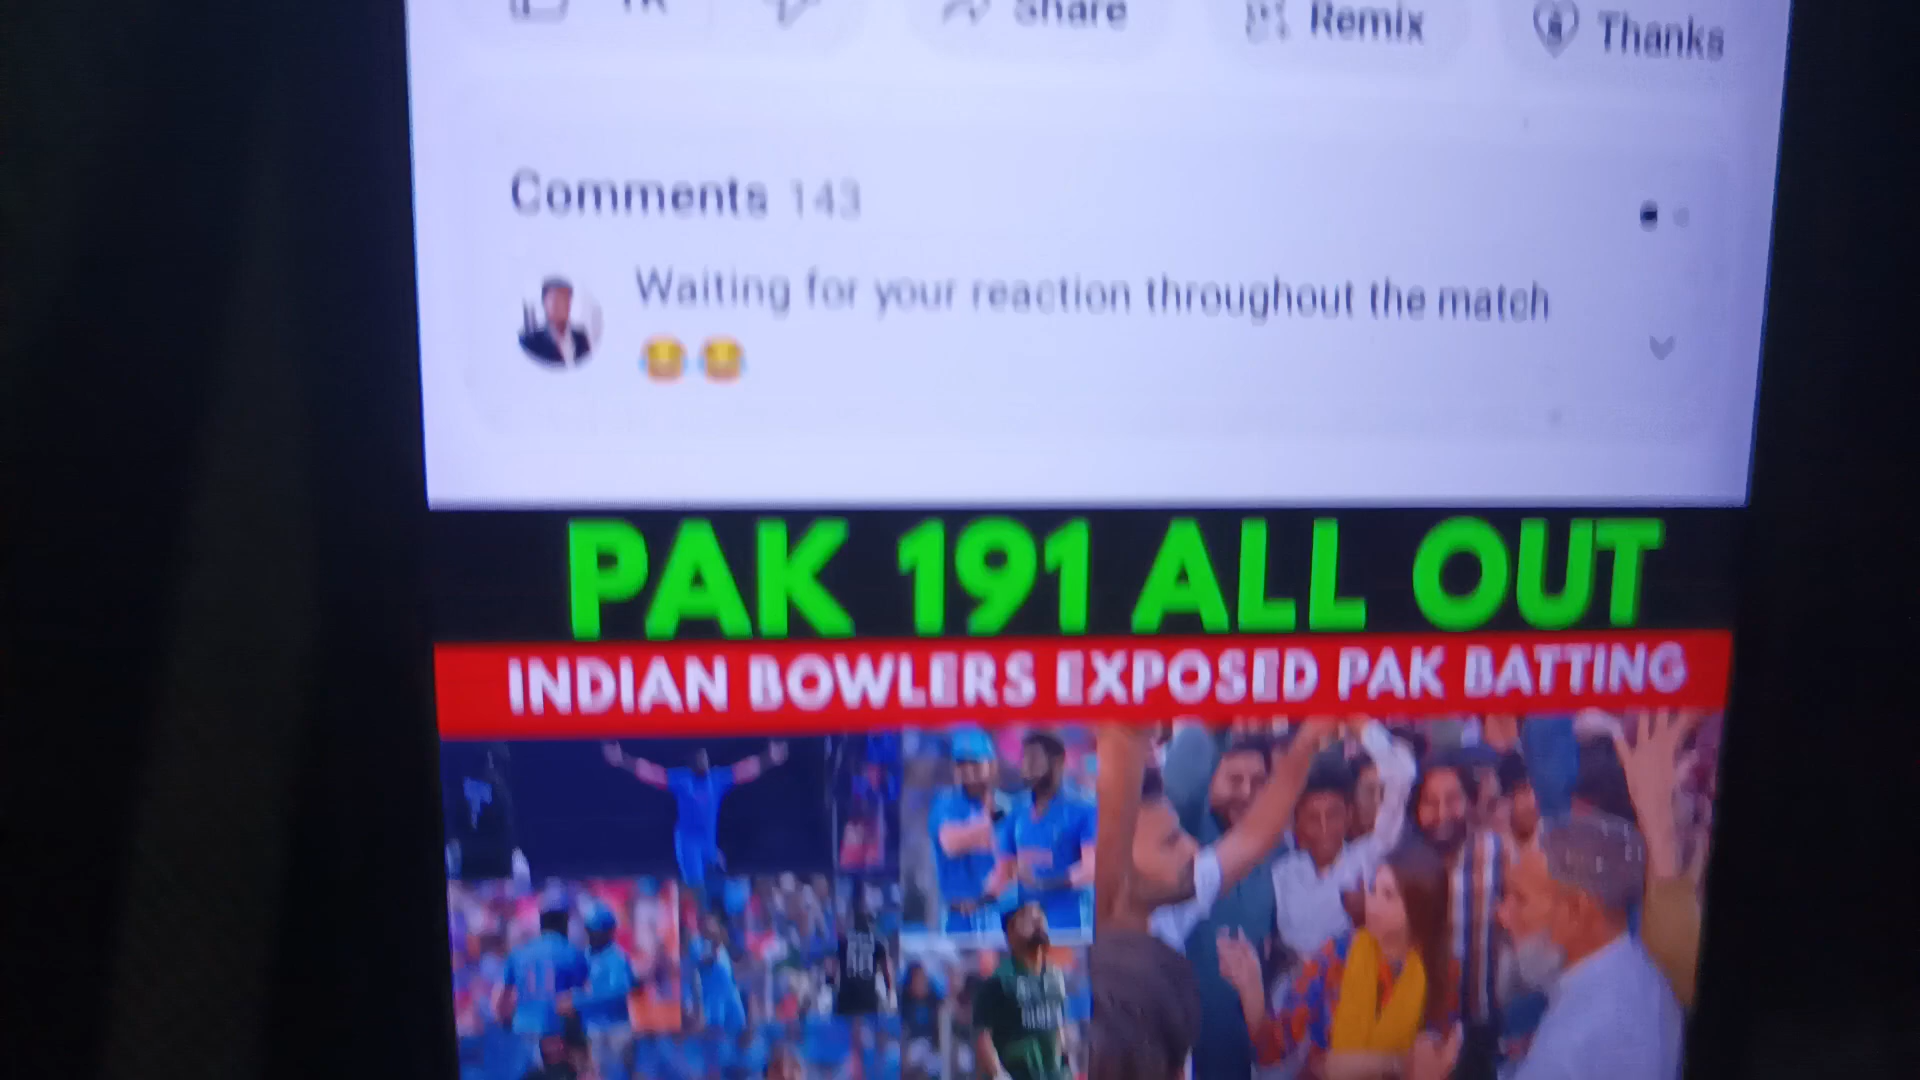 1K Share Remix Thanks
Comments 143
Waiting for your reaction throughout the match
PAK 191 ALL OUT
INDIAN BOWLERS EXPOSED PAK BATTING